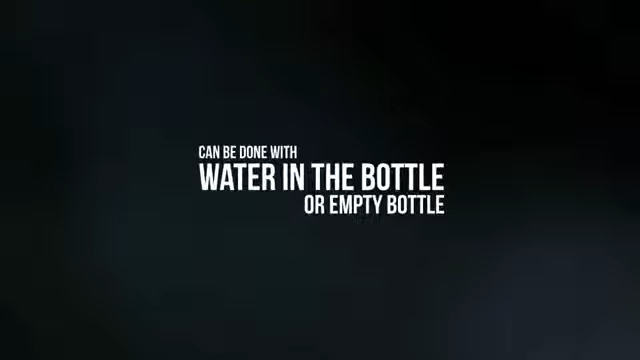 CAN BE DONE WITH
WATER IN THE BOTTLE
OR EMPTY BOTTLE